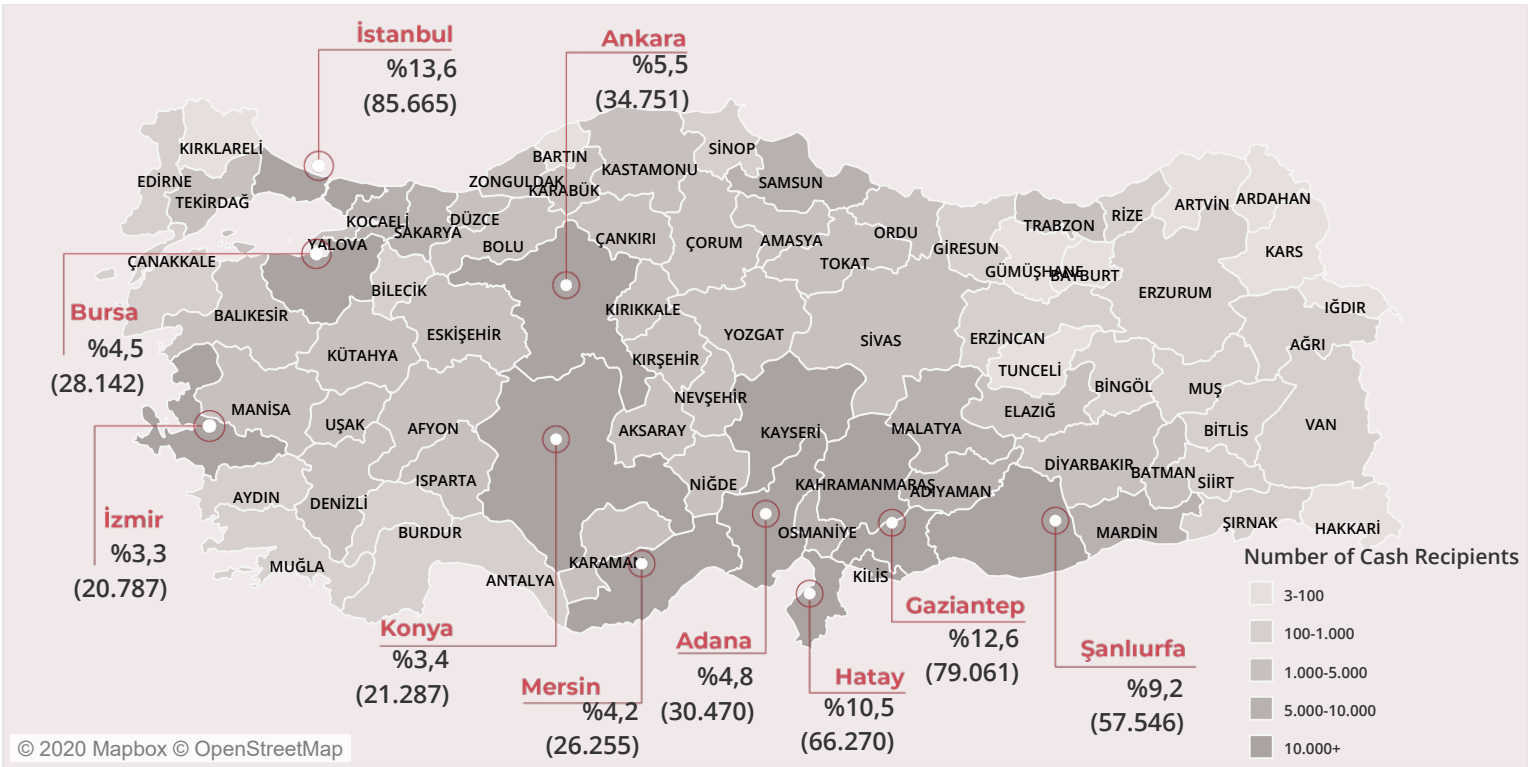 İstanbul
%13,6
(85.665)
Ankara
%5,5
(34.751)
KIRKLARELİ
EDİRNE
TEKİRDAĞ
BARTIN
ZONGULDAK
KARABÜK
KASTAMONU
SİNOP
SAMSUN
KOCAELİ
SAKARYA
DÜZCE
BOLU
YALOVA
ÇANAKKALE
ÇANKIRI
ÇORUM
AMASYA
TOKAT
ORDU
GİRESUN
TRABZON
RİZE
ARTVİN
ARDAHAN
KARS
GÜMÜŞHANE
BAYBURT
ERZURUM
IĞDIR
AĞRI
BİLECİK
BALIKESİR
Bursa
%4,5
(28.142)
ESKİŞEHİR
KÜTAHYA
KIRIKKALE
KIRŞEHİR
YOZGAT
SİVAS
ERZİNCAN
TUNCELİ
BİNGÖL
MUŞ
NEVŞEHİR
MANİSA
UŞAK
AFYON
AKSARAY
KAYSERİ
MALATYA
ELAZIĞ
BİTLİS
VAN
DİYARBAKIR
BATMAN
SİİRT
ISPARTA
NİĞDE
KAHRAMANMARAŞ
ADIYAMAN
AYDIN
DENİZLİ
İzmir
%3,3
(20.787)
BURDUR
OSMANİYE
MARDİN
ŞIRNAK
HAKKARİ
MUĞLA
ANTALYA
KARAMAN
KİLİS
Konya
%3,4
(21.287)
Mersin
%4,2
(26.255)
Adana
%4,8
(30.470)
Hatay
%10,5
(66.270)
Gaziantep
%12,6
(79.061)
Şanlıurfa
%9,2
(57.546)
Number of Cash Recipients
3-100
100-1.000
1.000-5.000
5.000-10.000
10.000+
© 2020 Mapbox © OpenStreetMap